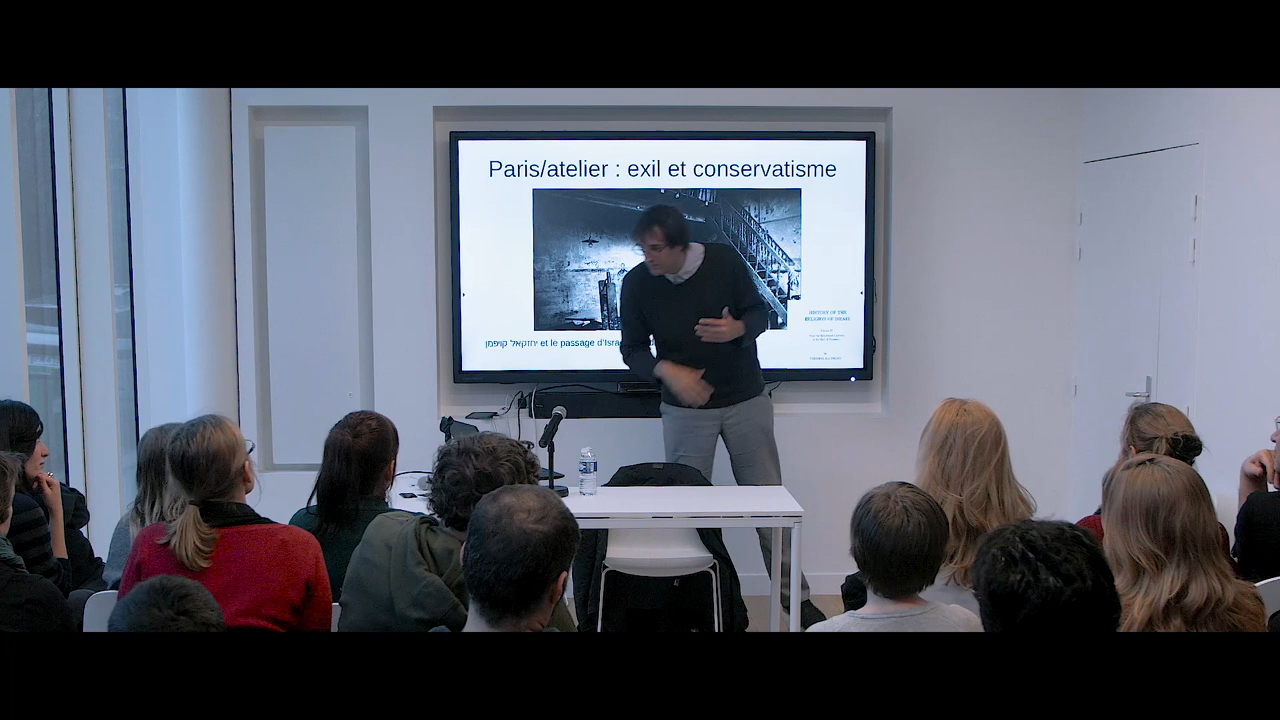 Paris/atelier : exil et conservatisme
יחזקאל קויפמן et le passage d'Isra
HISTORY OF THE
RELIGION OF ISRAEL